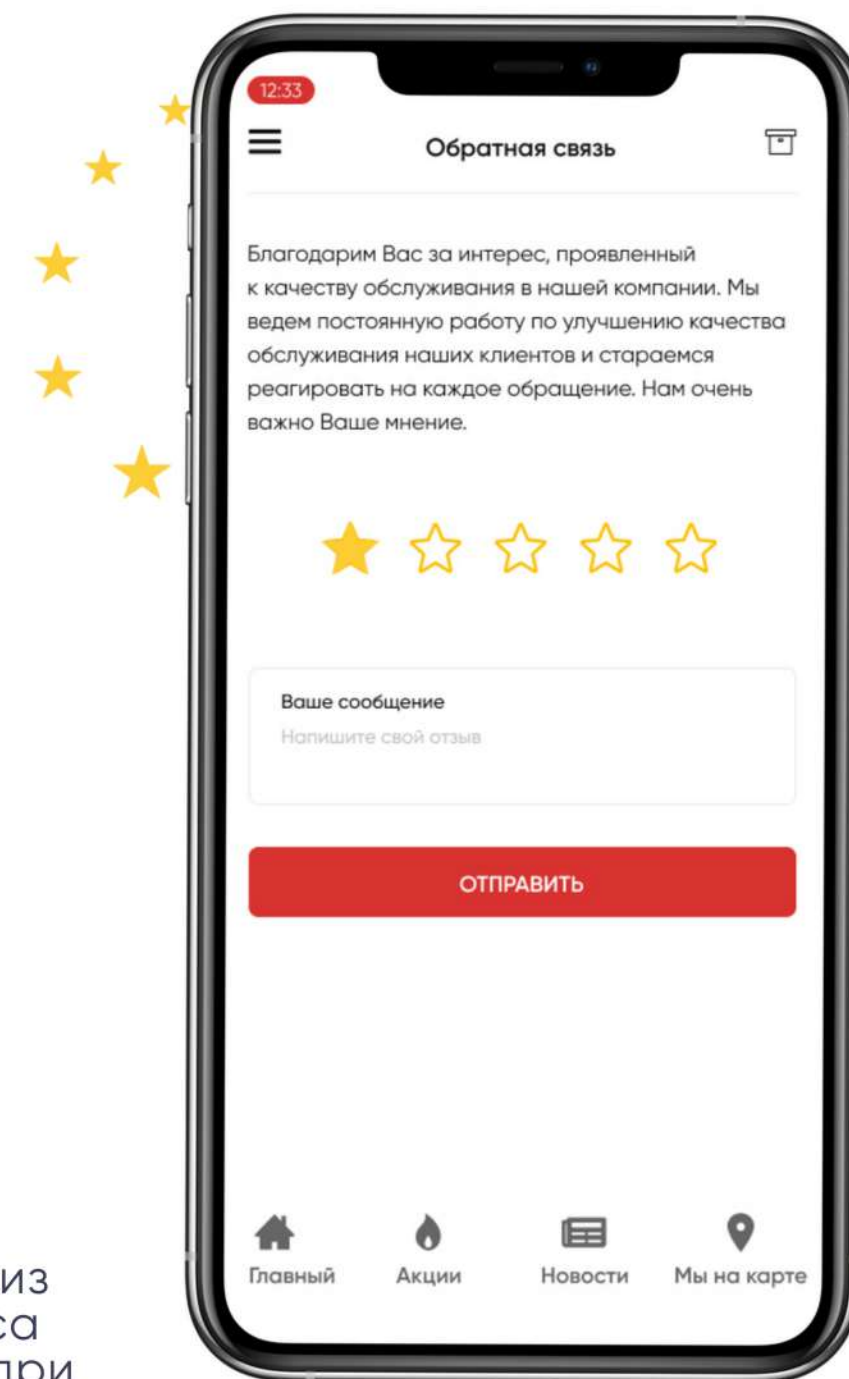 12:33
Обратная связь
Благодарим Вас за интерес, проявленный
к качеству обслуживания в нашей компании. Мы
ведем постоянную работу по улучшению качества
обслуживания наших клиентов и стараемся
реагировать на каждое обращение. Нам очень
важно Ваше мнение.
Ваше сообщение
Напишите свой отзыв
ОТПРАВИТЬ
Главный Акции Новости Мы на карте
из
при